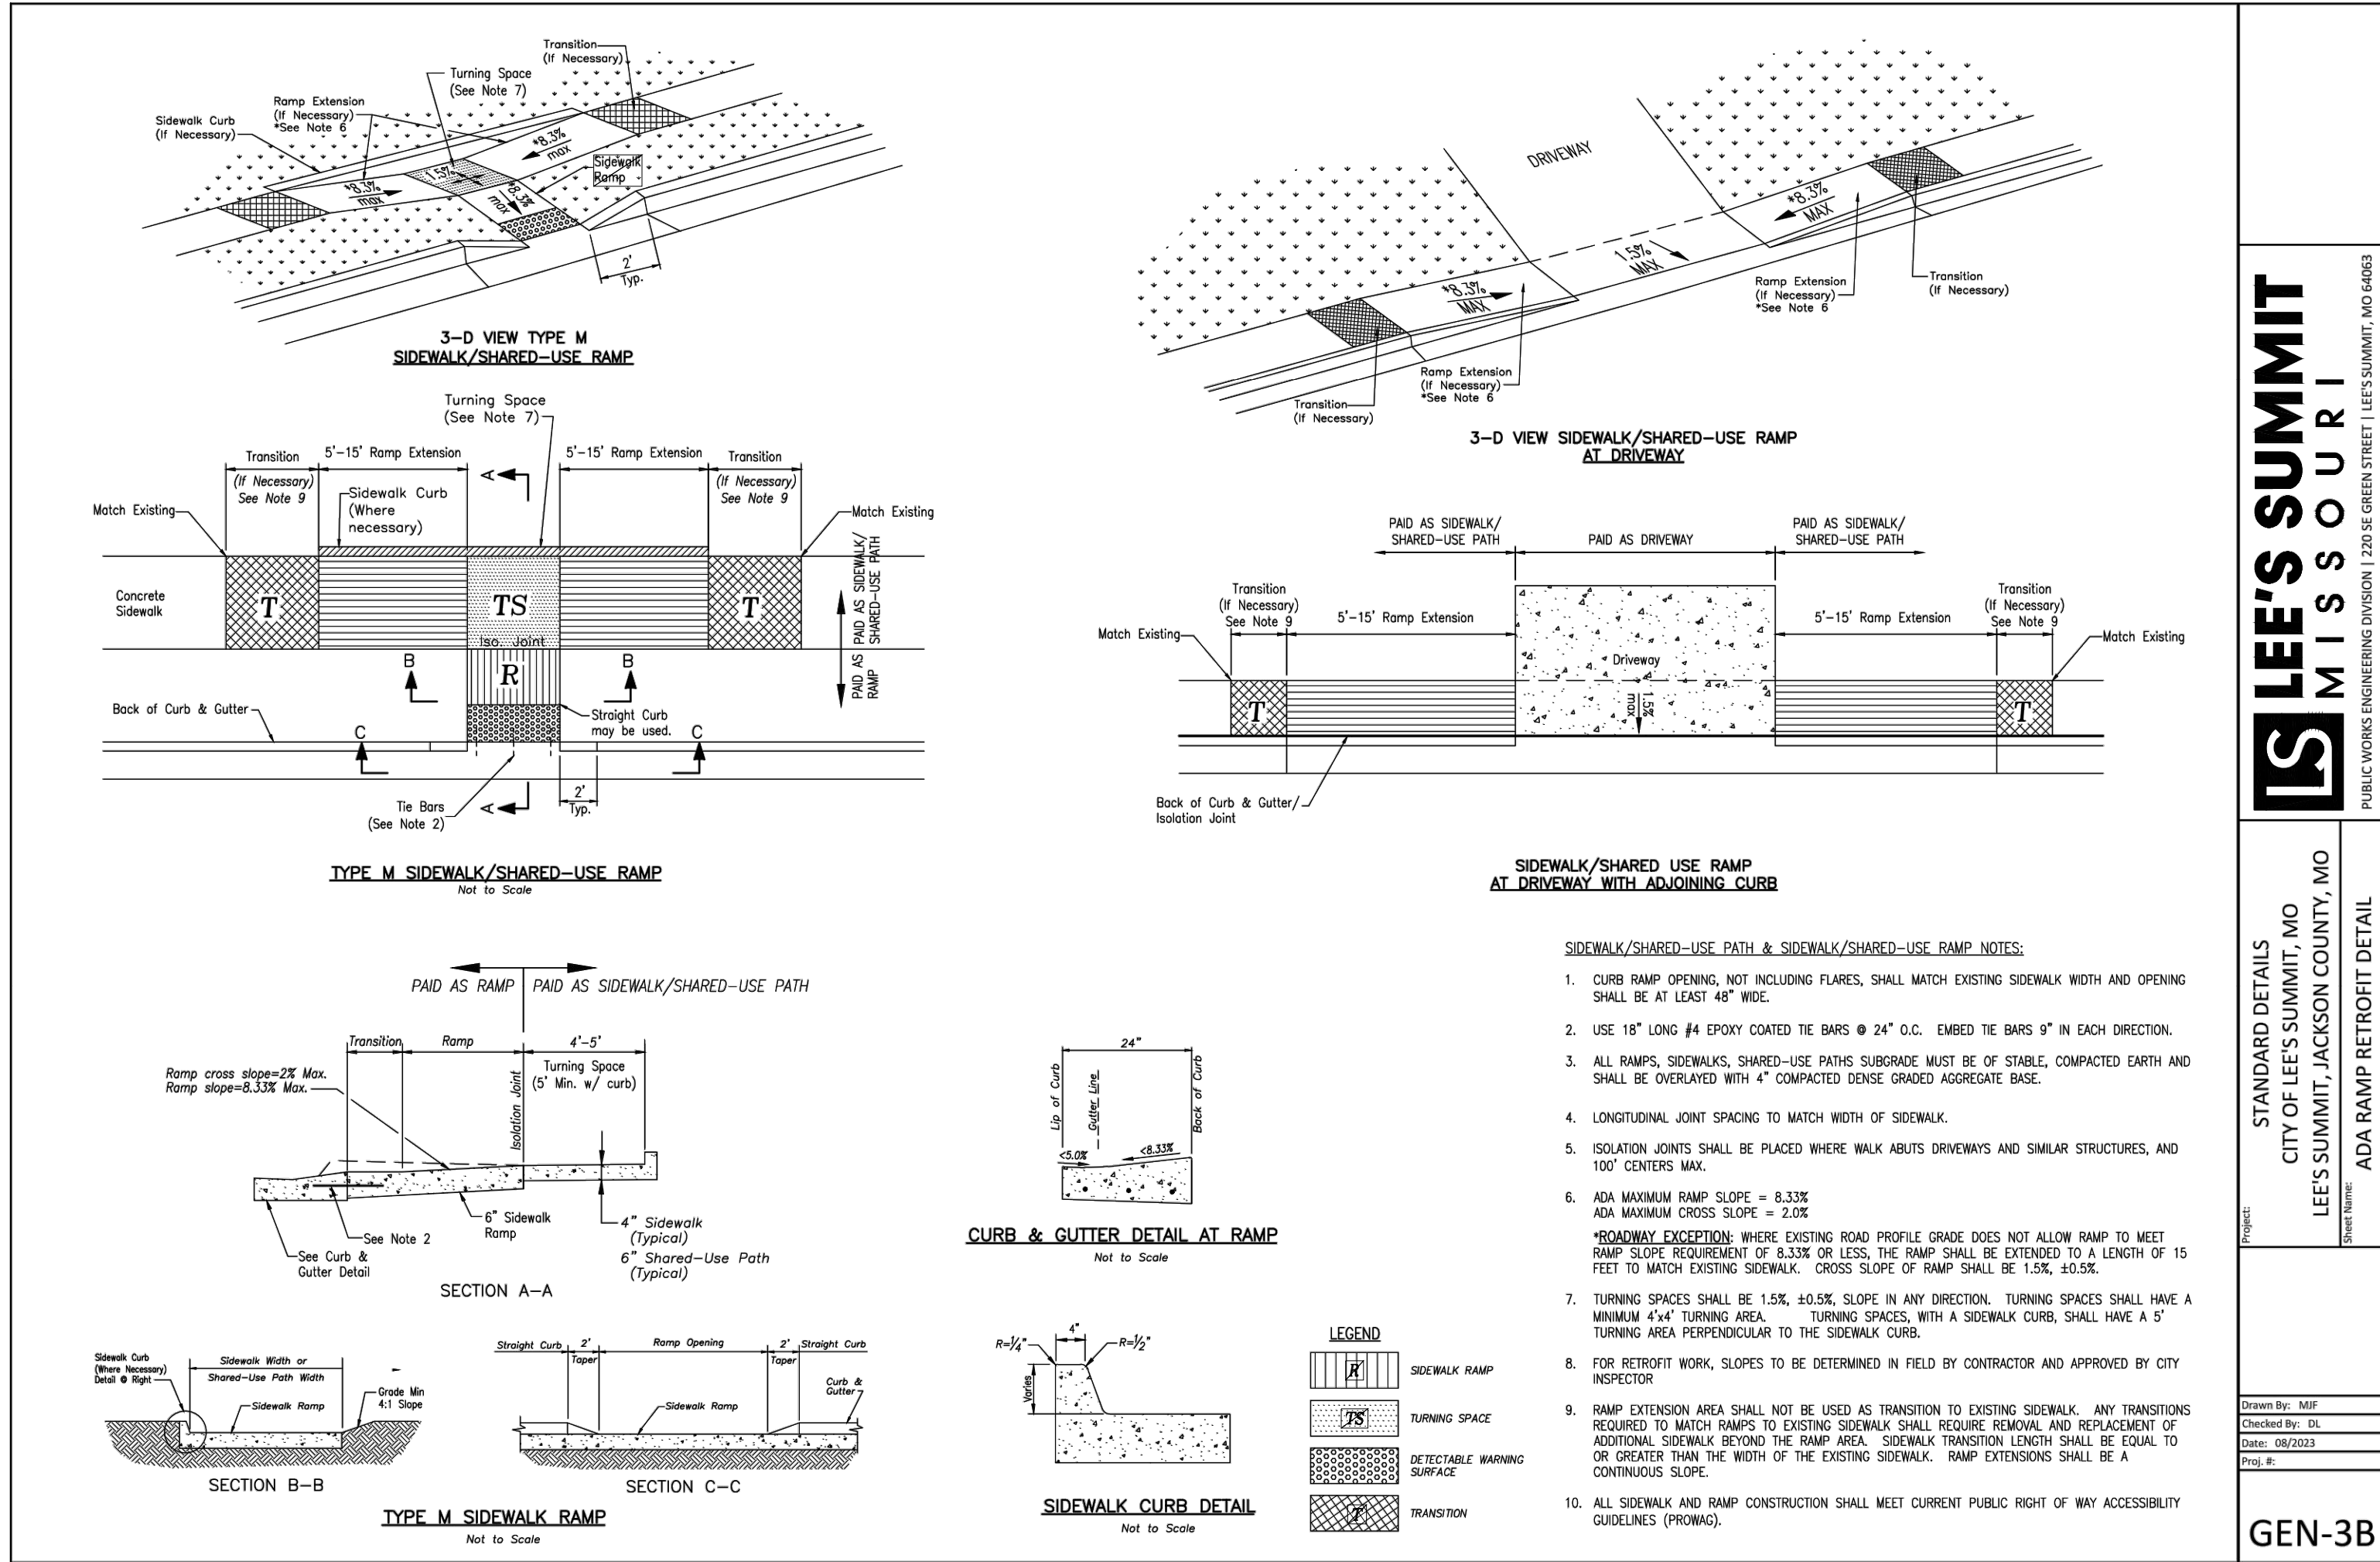 Transition
(If Necessary)
Turning Space
(See Note 7)
Ramp Extension
(If Necessary)
*See Note 6
Sidewalk Curb
(If Necessary)
*8.3%
max
Sidewalk
Ramp
1.5%
*8.3%
max
*8.3%
max
2'
Typ.
3-D VIEW TYPE M
SIDEWALK/SHARED-USE RAMP
DRIVEWAY
*8.3%
MAX
1.5%
MAX
*8.3%
MAX
Transition
(If Necessary)
Ramp Extension
(If Necessary)
*See Note 6
Ramp Extension
(If Necessary)
*See Note 6
Transition
(If Necessary)
3-D VIEW SIDEWALK/SHARED-USE RAMP
AT DRIVEWAY
Turning Space
(See Note 7)
Transition
(If Necessary)
See Note 9
5'-15' Ramp Extension
A
5'-15' Ramp Extension
Transition
(If Necessary)
See Note 9
Sidewalk Curb
(Where
necessary)
Match Existing
Match Existing
Concrete
Sidewalk
T
TS
T
Iso. Joint
R
B
B
PAID AS SIDEWALK/
SHARED-USE PATH
PAID AS
RAMP
Back of Curb & Gutter
Straight Curb
may be used.
C
C
Tie Bars
(See Note 2)
A
2'
Typ.
TYPE M SIDEWALK/SHARED-USE RAMP
Not to Scale
PAID AS SIDEWALK/
SHARED-USE PATH
PAID AS DRIVEWAY
PAID AS SIDEWALK/
SHARED-USE PATH
Transition
(If Necessary)
See Note 9
5'-15' Ramp Extension
5'-15' Ramp Extension
Transition
(If Necessary)
See Note 9
Match Existing
Match Existing
Driveway
T
1.5%
max
T
Back of Curb & Gutter/
Isolation Joint
SIDEWALK/SHARED USE RAMP
AT DRIVEWAY WITH ADJOINING CURB
PAID AS RAMP
PAID AS SIDEWALK/SHARED-USE PATH
Transition
Ramp
4'-5'
Turning Space
(5' Min. w/ curb)
Isolation Joint
Ramp cross slope=2% Max.
Ramp slope=8.33% Max.
See Note 2
6" Sidewalk
Ramp
4" Sidewalk
(Typical)
6" Shared-Use Path
(Typical)
See Curb &
Gutter Detail
SECTION A-A
24"
Lip of Curb
Gutter Line
Back of Curb
<5.0%
<8.33%
CURB & GUTTER DETAIL AT RAMP
Not to Scale
Sidewalk Curb
(Where Necessary)
Detail @ Right
Sidewalk Width or
Shared-Use Path Width
Sidewalk Ramp
Grade Min
4:1 Slope
SECTION B-B
Straight Curb
2'
Taper
Ramp Opening
2'
Taper
Straight Curb
Curb &
Gutter
Sidewalk Ramp
SECTION C-C
TYPE M SIDEWALK RAMP
Not to Scale
4"
R=1/4"
R=1/2"
Varies
SIDEWALK CURB DETAIL
Not to Scale
LEGEND
R
SIDEWALK RAMP
TS
TURNING SPACE
DETECTABLE WARNING
SURFACE
T
TRANSITION
SIDEWALK/SHARED-USE PATH & SIDEWALK/SHARED-USE RAMP NOTES:
1. CURB RAMP OPENING, NOT INCLUDING FLARES, SHALL MATCH EXISTING SIDEWALK WIDTH AND OPENING
SHALL BE AT LEAST 48" WIDE.
2. USE 18" LONG #4 EPOXY COATED TIE BARS @ 24" O.C. EMBED TIE BARS 9" IN EACH DIRECTION.
3. ALL RAMPS, SIDEWALKS, SHARED-USE PATHS SUBGRADE MUST BE OF STABLE, COMPACTED EARTH AND
SHALL BE OVERLAYED WITH 4" COMPACTED DENSE GRADED AGGREGATE BASE.
4. LONGITUDINAL JOINT SPACING TO MATCH WIDTH OF SIDEWALK.
5. ISOLATION JOINTS SHALL BE PLACED WHERE WALK ABUTS DRIVEWAYS AND SIMILAR STRUCTURES, AND
100' CENTERS MAX.
6. ADA MAXIMUM RAMP SLOPE = 8.33%
ADA MAXIMUM CROSS SLOPE = 2.0%
*ROADWAY EXCEPTION: WHERE EXISTING ROAD PROFILE GRADE DOES NOT ALLOW RAMP TO MEET
RAMP SLOPE REQUIREMENT OF 8.33% OR LESS, THE RAMP SHALL BE EXTENDED TO A LENGTH OF 15
FEET TO MATCH EXISTING SIDEWALK. CROSS SLOPE OF RAMP SHALL BE 1.5%, ±0.5%.
7. TURNING SPACES SHALL BE 1.5%, ±0.5%, SLOPE IN ANY DIRECTION. TURNING SPACES SHALL HAVE A
MINIMUM 4'x4' TURNING AREA. TURNING SPACES, WITH A SIDEWALK CURB, SHALL HAVE A 5'
TURNING AREA PERPENDICULAR TO THE SIDEWALK CURB.
8. FOR RETROFIT WORK, SLOPES TO BE DETERMINED IN FIELD BY CONTRACTOR AND APPROVED BY CITY
INSPECTOR
9. RAMP EXTENSION AREA SHALL NOT BE USED AS TRANSITION TO EXISTING SIDEWALK. ANY TRANSITIONS
REQUIRED TO MATCH RAMPS TO EXISTING SIDEWALK SHALL REQUIRE REMOVAL AND REPLACEMENT OF
ADDITIONAL SIDEWALK BEYOND THE RAMP AREA. SIDEWALK TRANSITION LENGTH SHALL BE EQUAL TO
OR GREATER THAN THE WIDTH OF THE EXISTING SIDEWALK. RAMP EXTENSIONS SHALL BE A
CONTINUOUS SLOPE.
10. ALL SIDEWALK AND RAMP CONSTRUCTION SHALL MEET CURRENT PUBLIC RIGHT OF WAY ACCESSIBILITY
GUIDELINES (PROWAG).
LS
LEE'S SUMMIT
MISSOURI
PUBLIC WORKS ENGINEERING DIVISION | 220 SE GREEN STREET | LEE'S SUMMIT, MO 64063
Project:
STANDARD DETAILS
CITY OF LEE'S SUMMIT, MO
LEE'S SUMMIT, JACKSON COUNTY, MO
Sheet Name:
ADA RAMP RETROFIT DETAIL
Drawn By: MJF
Checked By: DL
Date: 08/2023
Proj. #:
GEN-3B